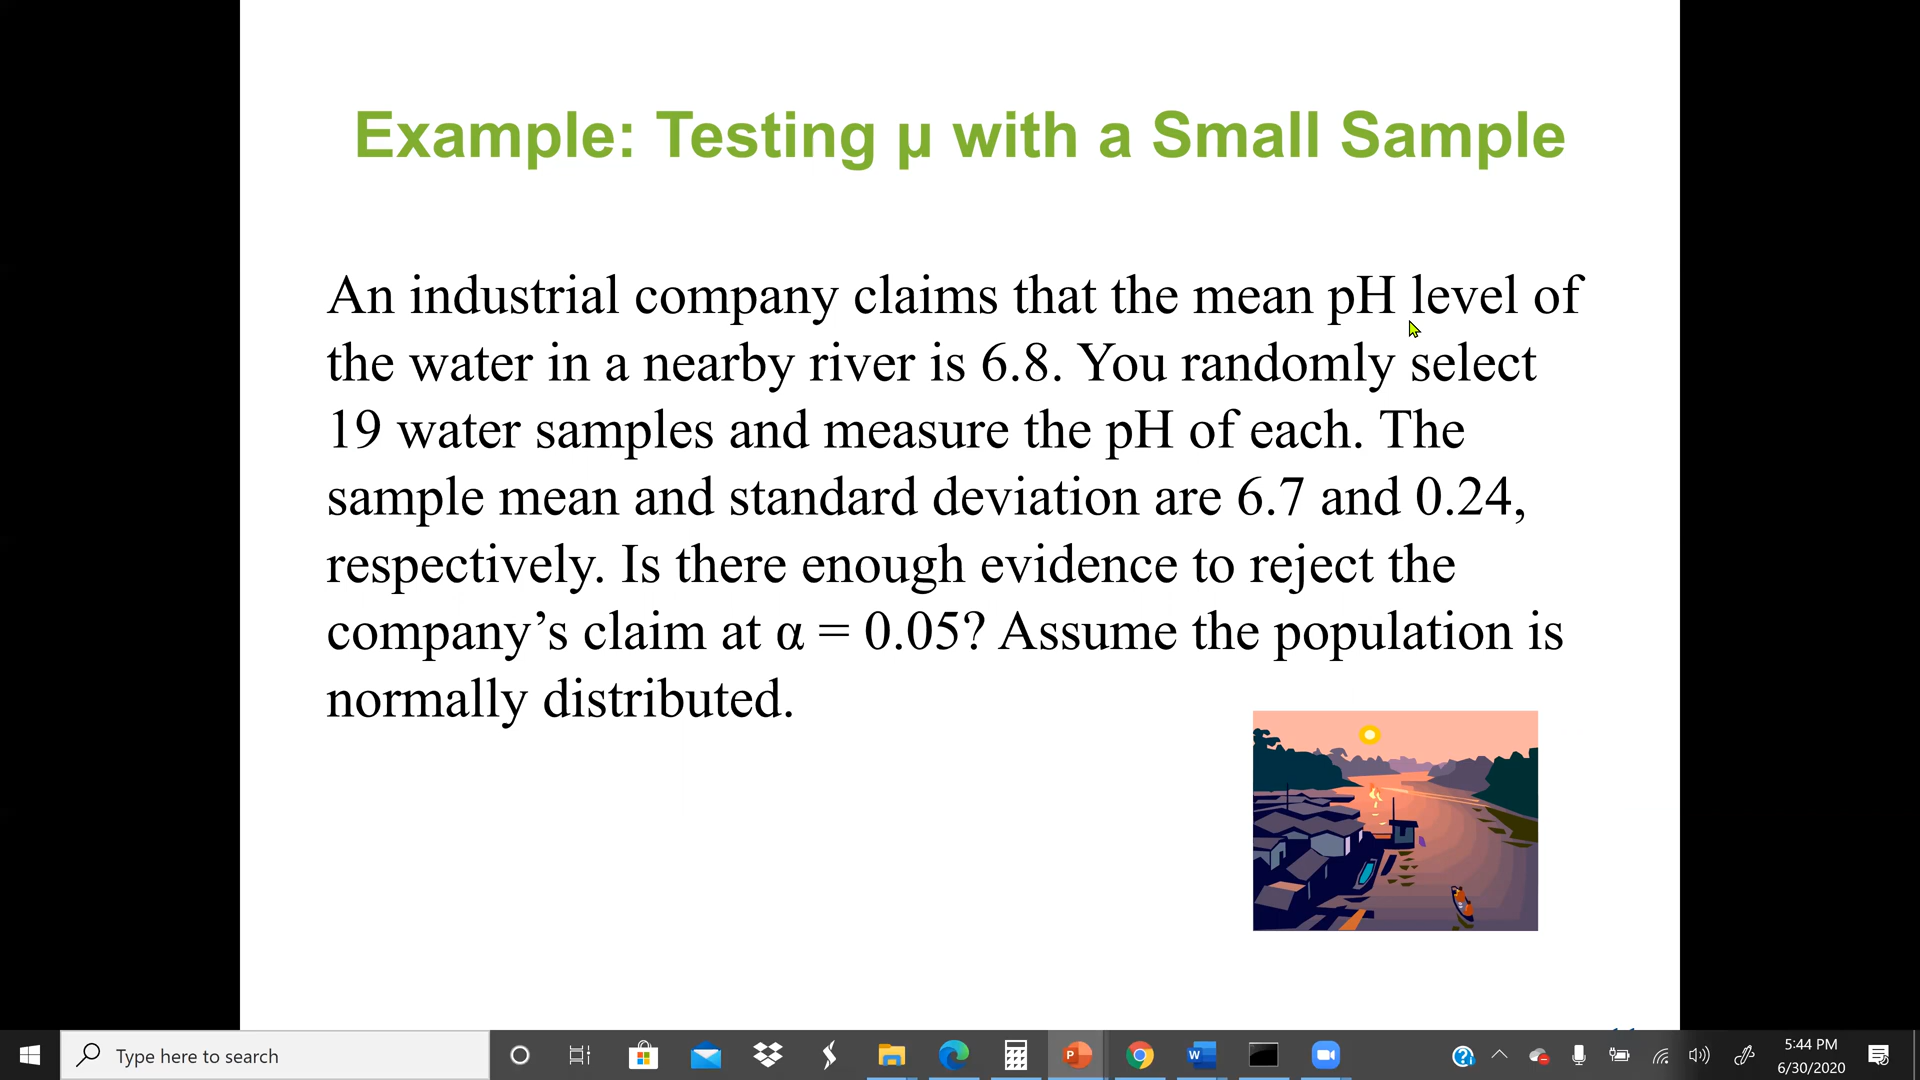 Example: Testing μ with a Small Sample
An industrial company claims that the mean pH level of
the water in a nearby river is 6.8. You randomly select
19 water samples and measure the pH of each. The
sample mean and standard deviation are 6.7 and 0.24,
respectively. Is there enough evidence to reject the
company’s claim at α = 0.05? Assume the population is
normally distributed.
Type here to search
5:44 PM
6/30/2020